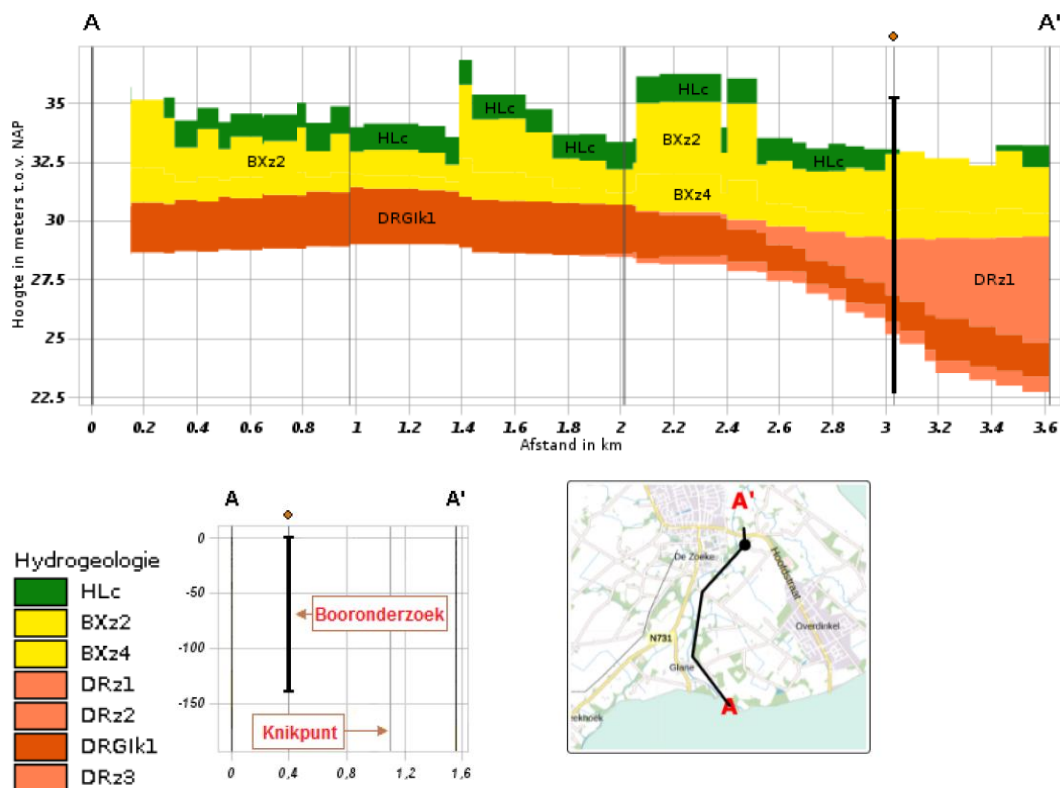 A
A'
Hoogte in meters t.o.v. NAP
35
32.5
30
27.5
25
22.5
HLc
HLc
HLc
HLc
HLc
BXz2
BXz2
BXz4
DRGIk1
DRz1
0 0.2 0.4 0.6 0.8 1 1.2 1.4 1.6 1.8 2 2.2 2.4 2.6 2.8 3 3.2 3.4 3.6
Afstand in km
Hydrogeologie
HLc
BXz2
BXz4
DRz1
DRz2
DRGIk1
DRz3
A
A'
0
-50
-100
-150
Booronderzoek
Knikpunt
0 0,4 0,8 1,2 1,6
A'
De Zoeke
Hoofdstraat
Overdinkel
N731
Glane
A
ekhoek